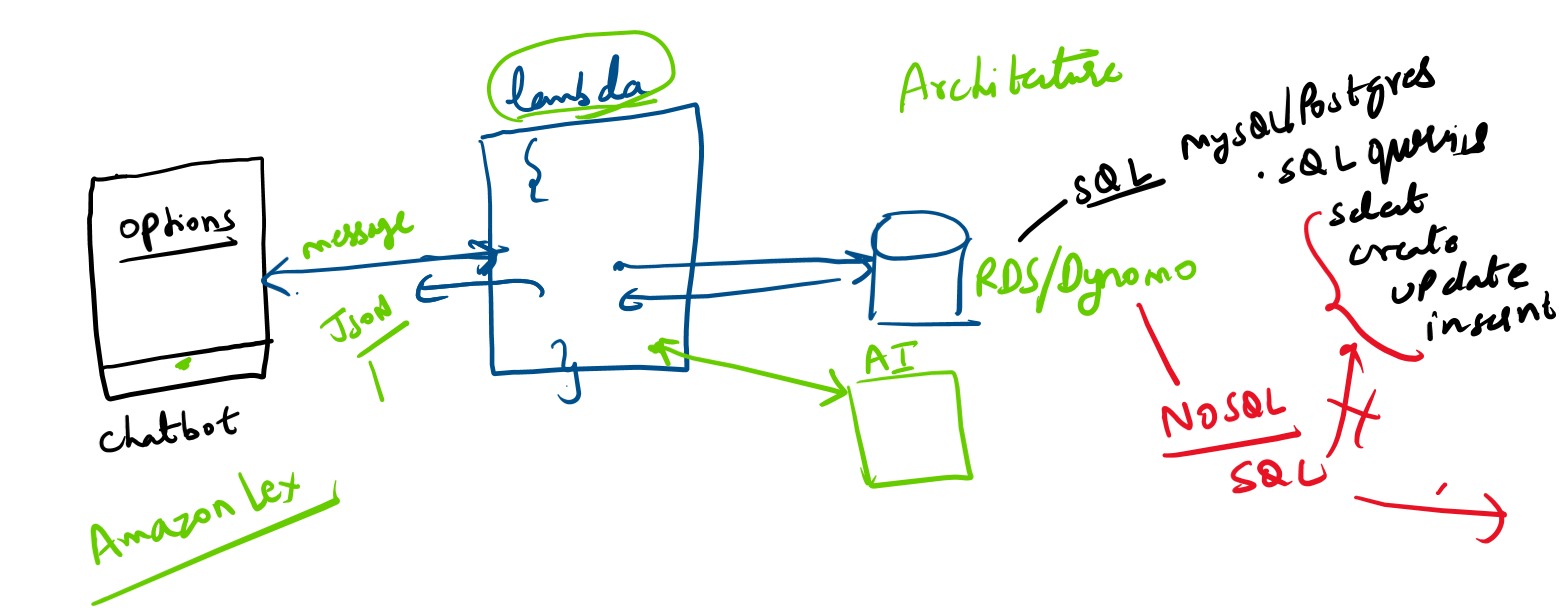 lambda
Architecture
mySQL/Postgres
SQL
. SQL queries
options
message
select
create
update
insert
RDS/Dynomo
Json
AI
chatbot
NOSQL
SQL
Amazon Lex
{
}